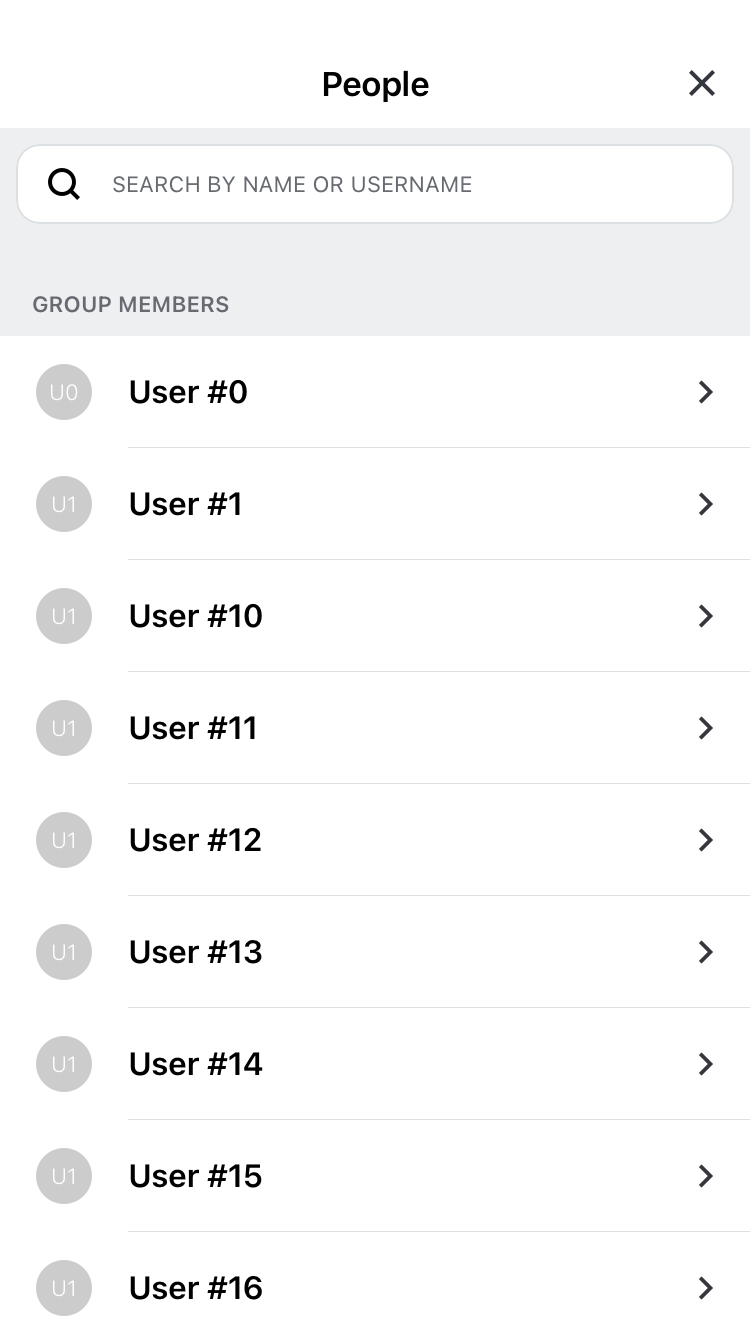 People
SEARCH BY NAME OR USERNAME
GROUP MEMBERS
U0 User #0
U1 User #1
U1 User #10
U1 User #11
U1 User #12
U1 User #13
U1 User #14
U1 User #15
U1 User #16